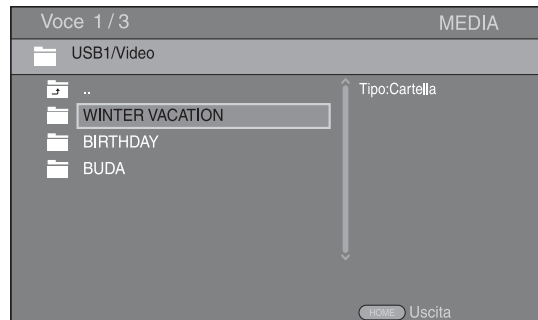 Voce 1 / 3 MEDIA
USB1/Video
..
Tipo:Cartella
WINTER VACATION
BIRTHDAY
BUDA
HOME Uscita